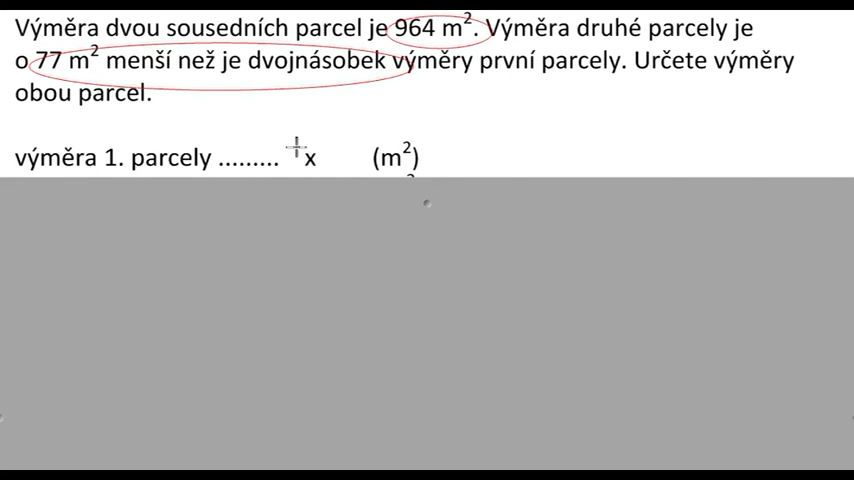 Výměra dvou sousedních parcel je 964 m². Výměra druhé parcely je
o 77 m² menší než je dvojnásobek výměry první parcely. Určete výměry
obou parcel.
výměra 1. parcely ......... x (m²)